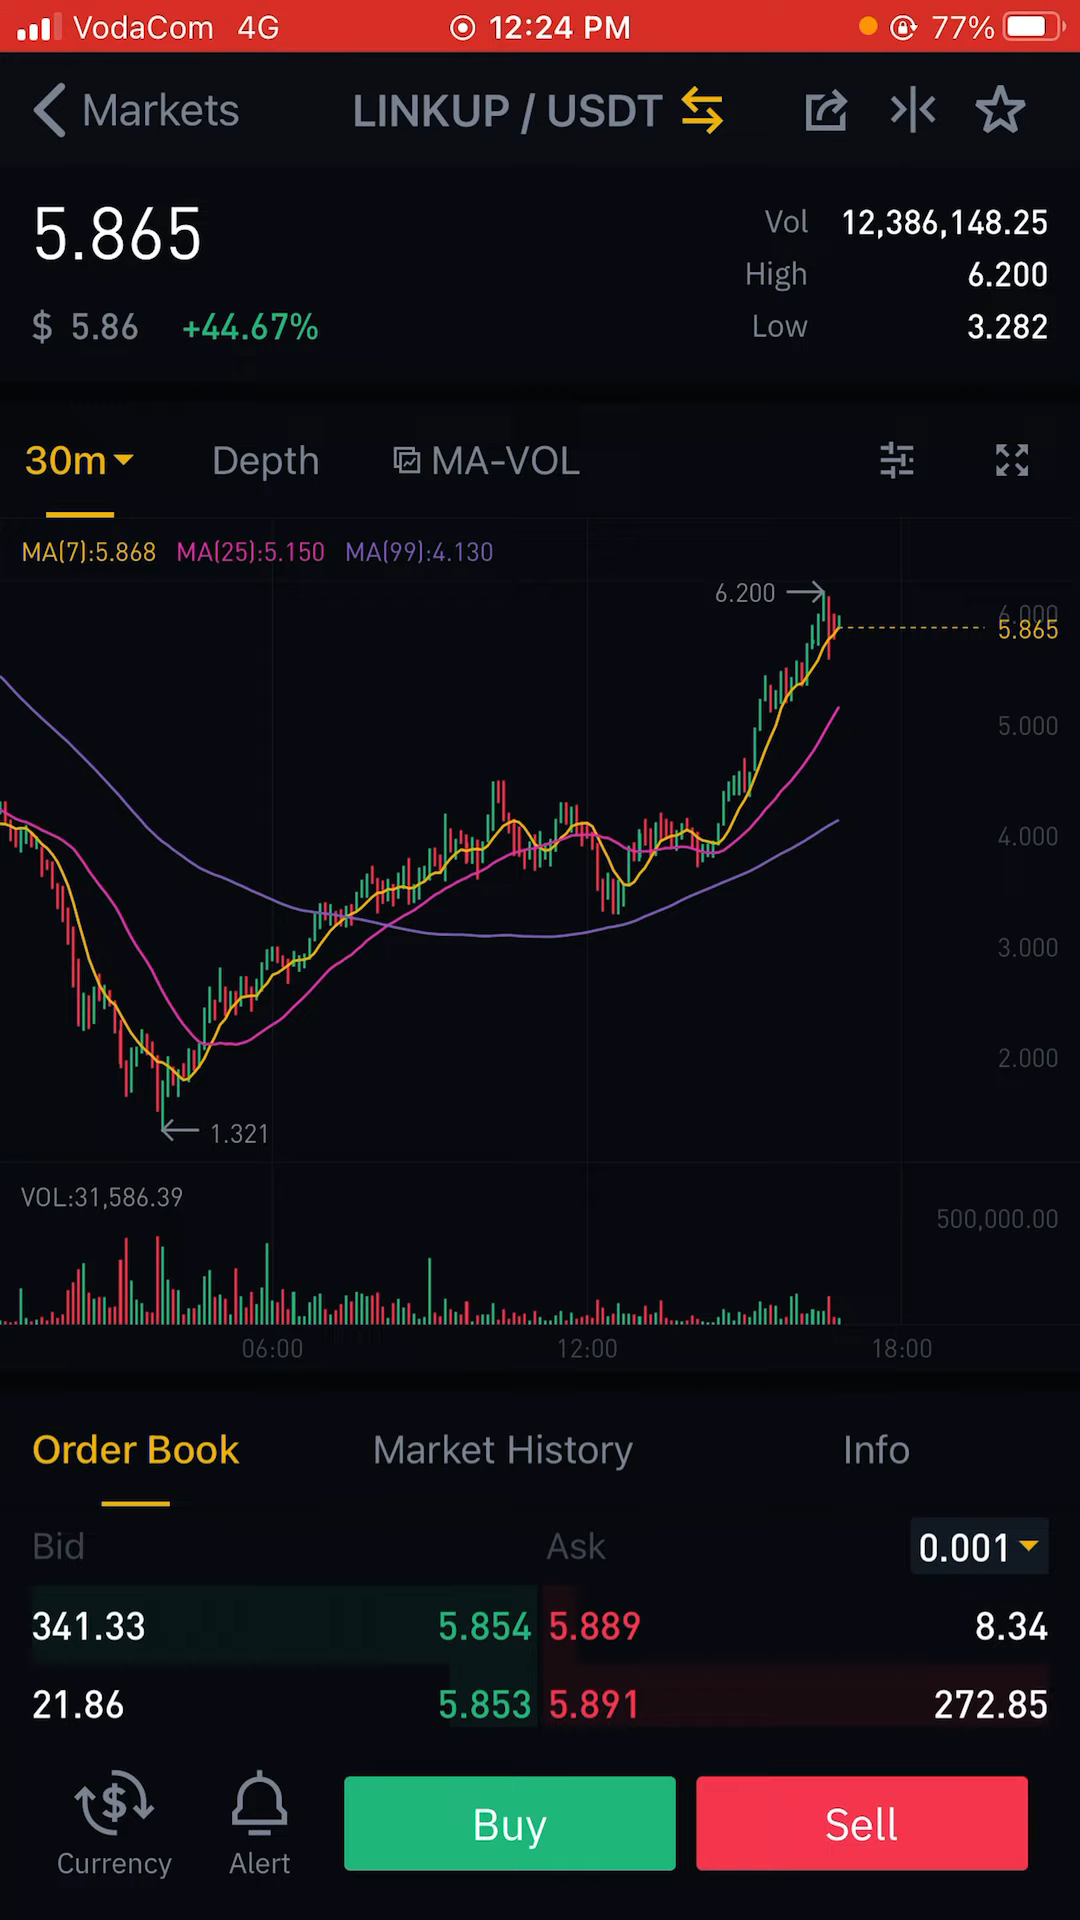 VodaCom 4G 12:24 PM 77%
Markets LINKUP / USDT
5.865
Vol 12,386,148.25
High 6.200
$ 5.86 +44.67%
Low 3.282
30m Depth MA-VOL
MA(7):5.868 MA(25):5.150 MA(99):4.130
6.200
6.000
5.865
5.000
4.000
3.000
2.000
1.321
VOL:31,586.39
500,000.00
06:00 12:00 18:00
Order Book Market History Info
Bid Ask 0.001
341.33 5.854 5.889 8.34
21.86 5.853 5.891 272.85
Currency Alert Buy Sell